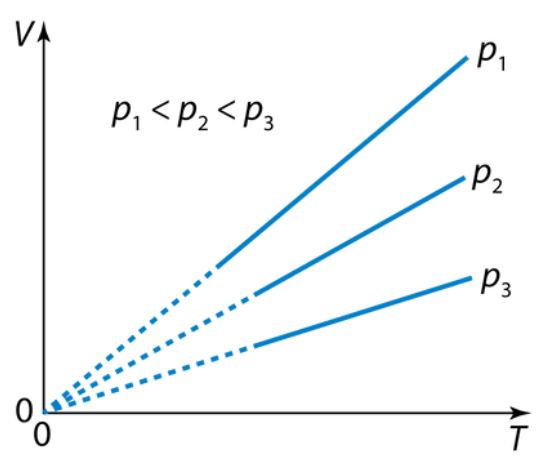 V
p₁
p₁ < p₂ < p₃
p₂
p₃
0
0
T